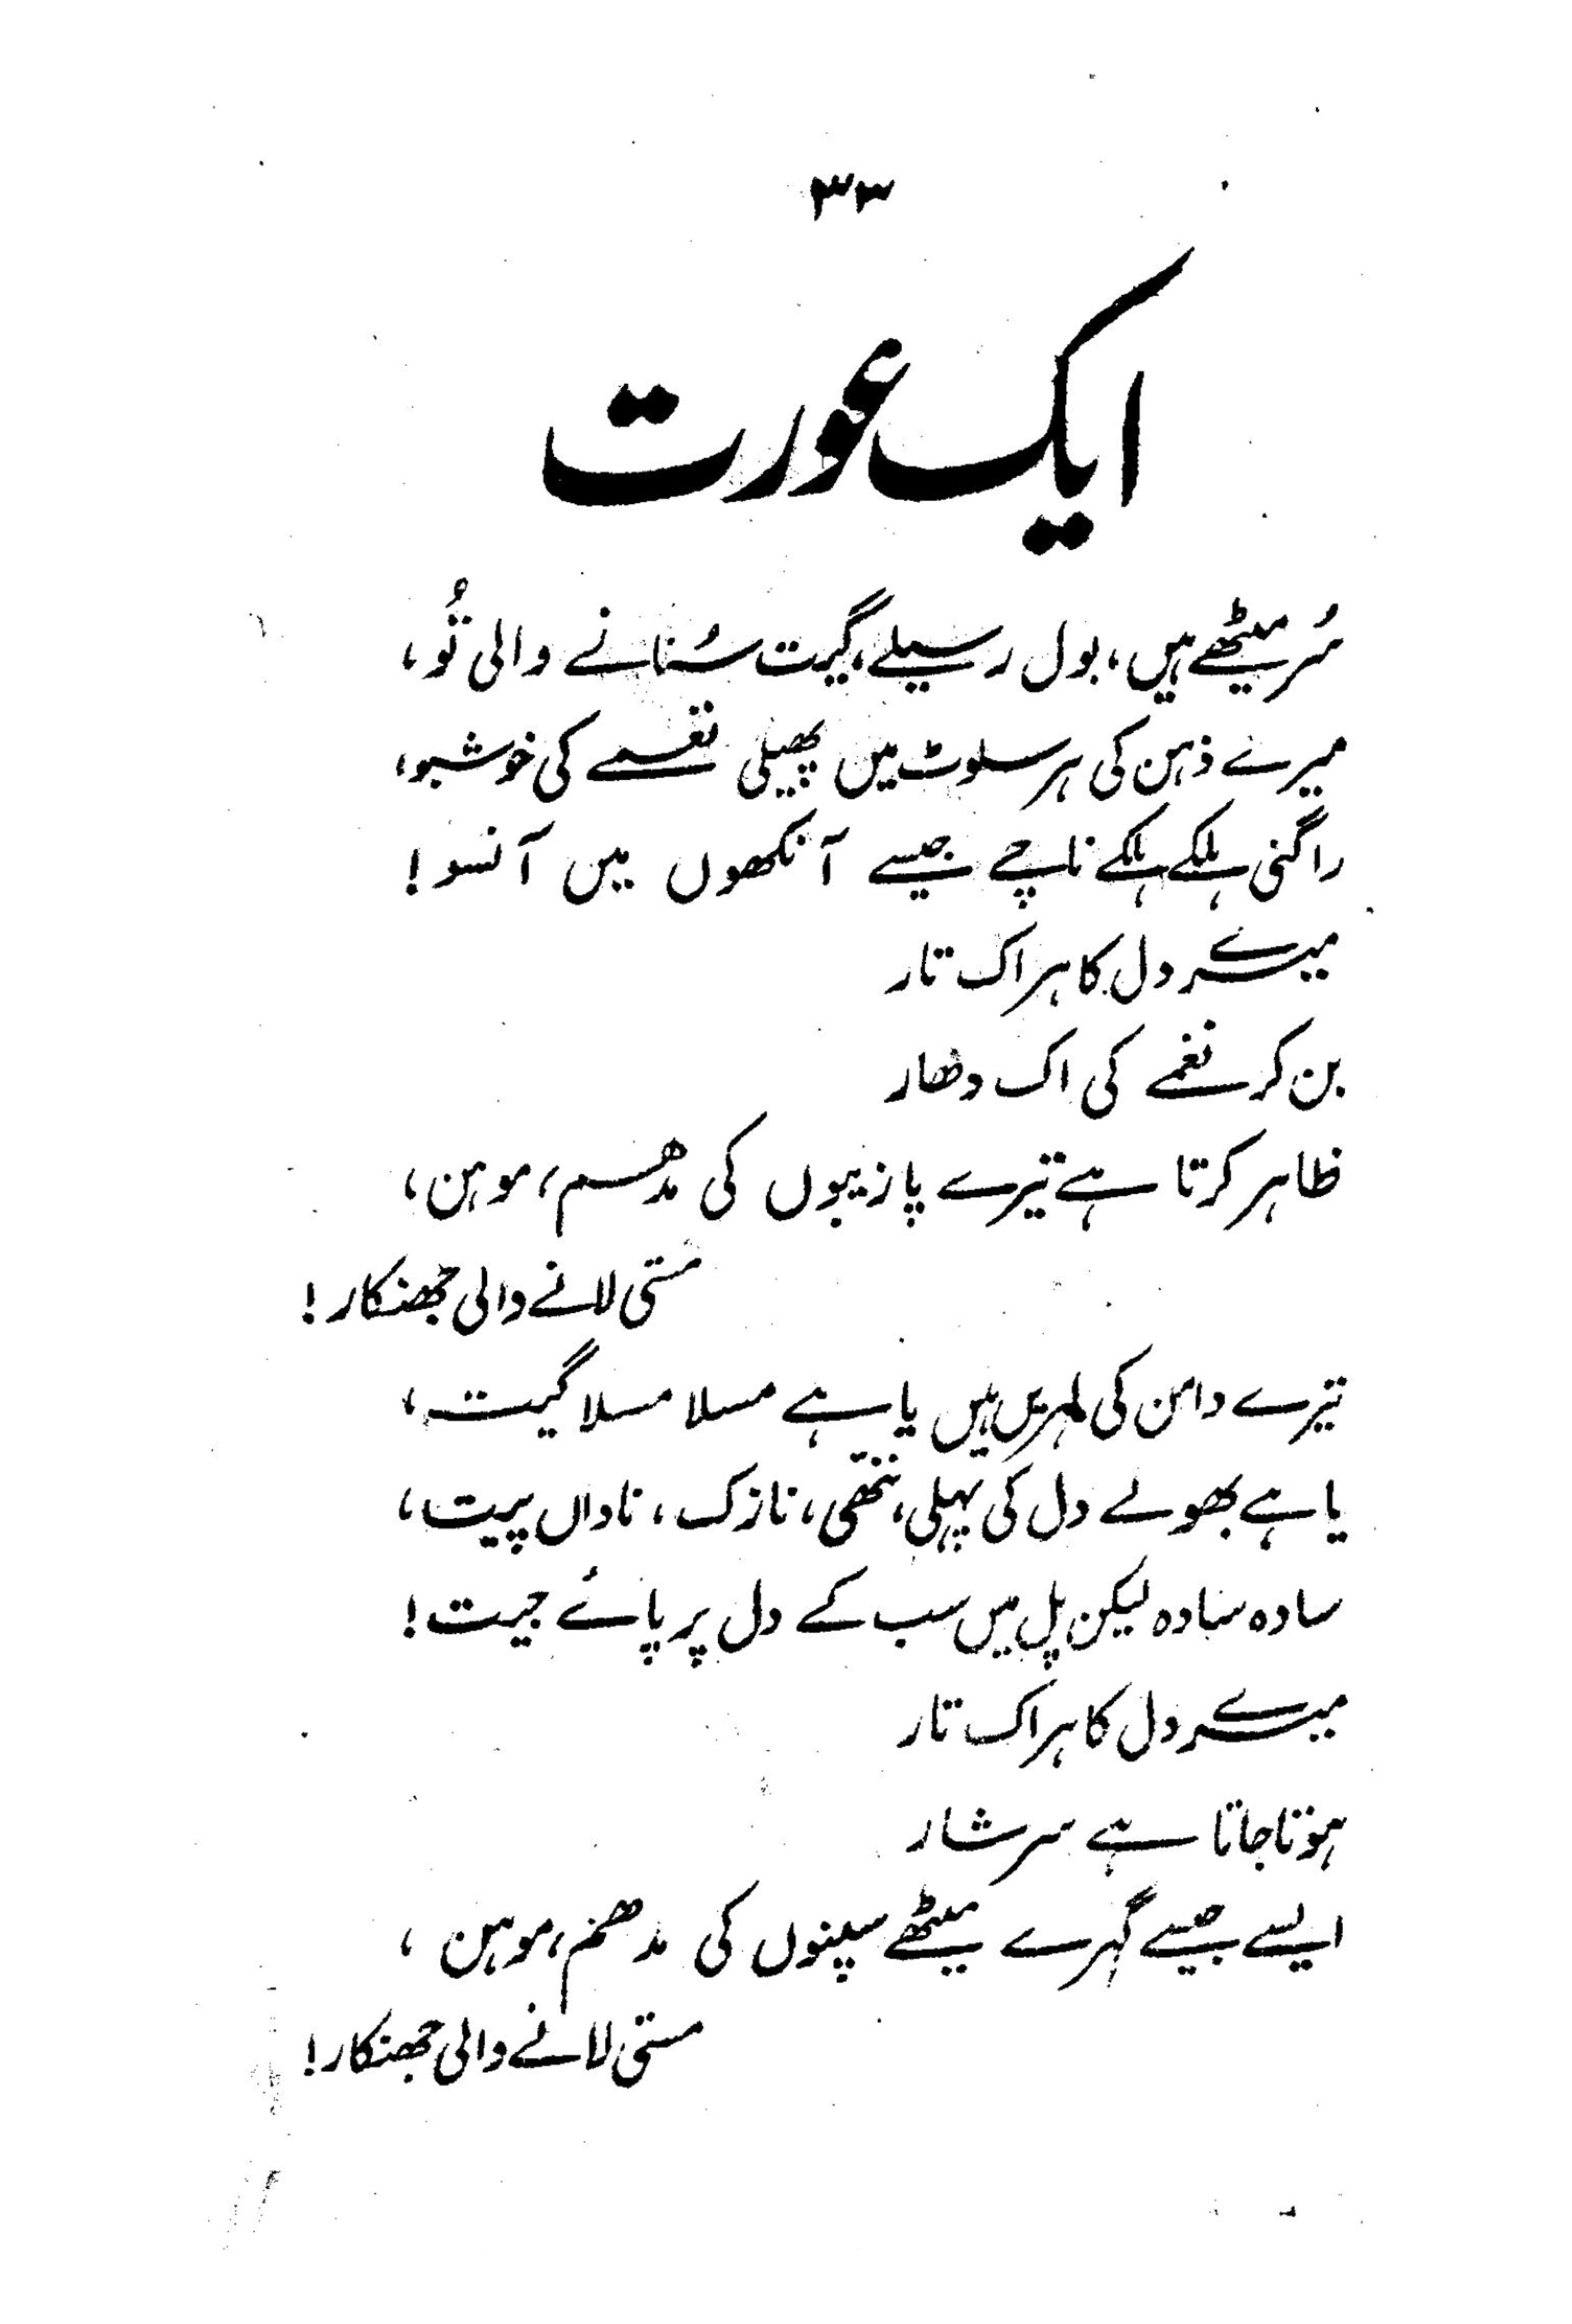 ۳۳
ایک عورت
سُر میٹھے ہیں، بول رسیلے، گیت سُنانے والی تُو،
میرے ذہن کی ہر سلوٹ میں پھیلی نغمے کی خوشبو،
راگنی ہلکے ہلکے ناچے جیسے آنکھوں میں آنسو!
میرے دل کا ہر اک تار
بن کر نغمے کی اک دھار
ظاہر کرتا ہے تیرے پازیبوں کی مدھم، موہن،
مستی لانے والی جھنکار!
تیرے دامن کی لہریں ہیں یا ہے مسلا مسلا گیت،
یا ہے بھولے دل کی پہلی، ننھی، نازک، ناداں پیت،
سادہ سادہ لیکن پل میں سب کے دل پر پائے جیت!
میرے دل کا ہر اک تار
ہوتا جاتا ہے سرشار
ایسے جیسے گہرے میٹھے سپنوں کی مدھم، موہن،
مستی لانے والی جھنکار!